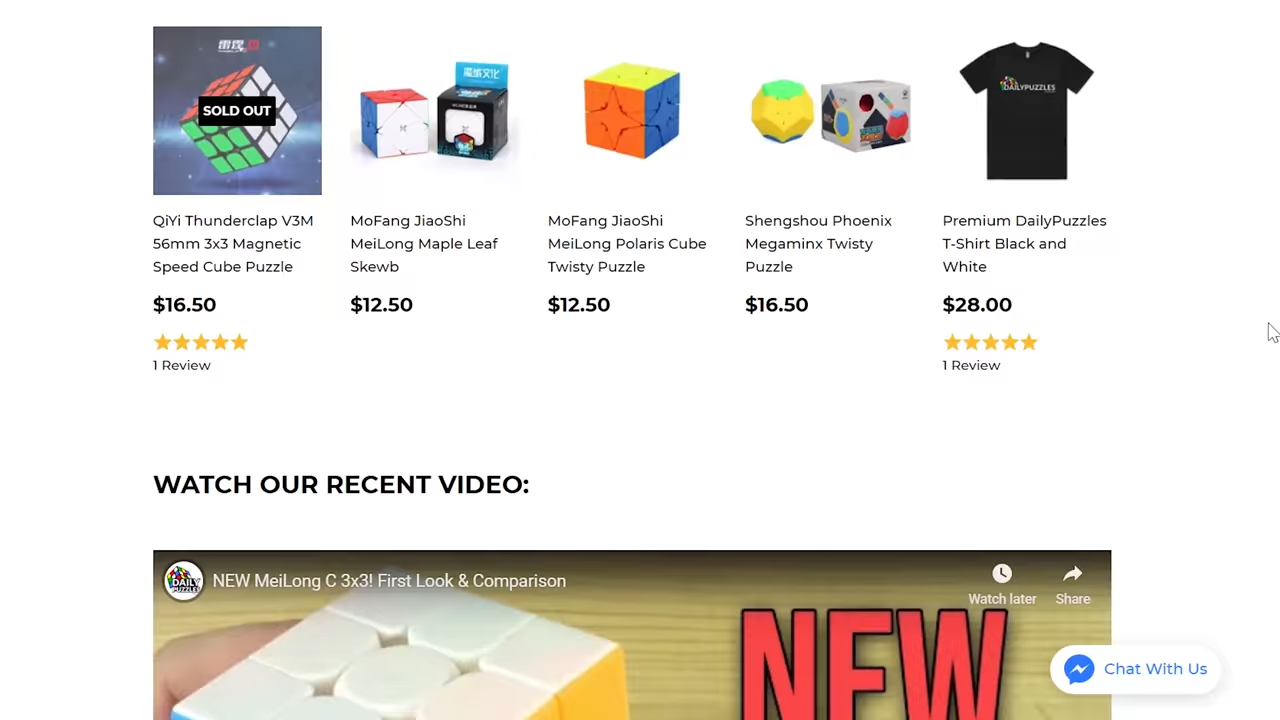 SOLD OUT
DAILYPUZZLES
QiYi Thunderclap V3M
56mm 3x3 Magnetic
Speed Cube Puzzle
$16.50
1 Review
MoFang JiaoShi
MeiLong Maple Leaf
Skewb
$12.50
MoFang JiaoShi
MeiLong Polaris Cube
Twisty Puzzle
$12.50
Shengshou Phoenix
Megaminx Twisty
Puzzle
$16.50
Premium DailyPuzzles
T-Shirt Black and
White
$28.00
1 Review
WATCH OUR RECENT VIDEO:
DAILY
PUZZLES
NEW MeiLong C 3x3! First Look & Comparison
Watch later
Share
NEW
Chat With Us